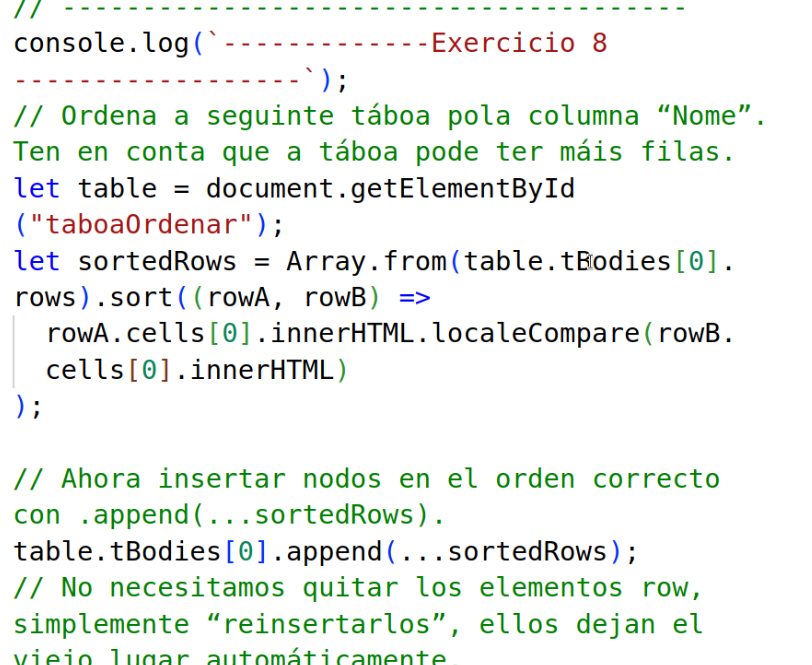 // ---------------------------------------
console.log(`-------------Exercicio 8
------------------`);
// Ordena a seguinte táboa pola columna “Nome”.
Ten en conta que a táboa pode ter máis filas.
let table = document.getElementById
("taboaOrdenar");
let sortedRows = Array.from(table.tBodies[0].
rows).sort((rowA, rowB) =>
rowA.cells[0].innerHTML.localeCompare(rowB.
cells[0].innerHTML)
);
// Ahora insertar nodos en el orden correcto
con .append(...sortedRows).
table.tBodies[0].append(...sortedRows);
// No necesitamos quitar los elementos row,
simplemente “reinsertarlos”, ellos dejan el
viejo lugar automáticamente.